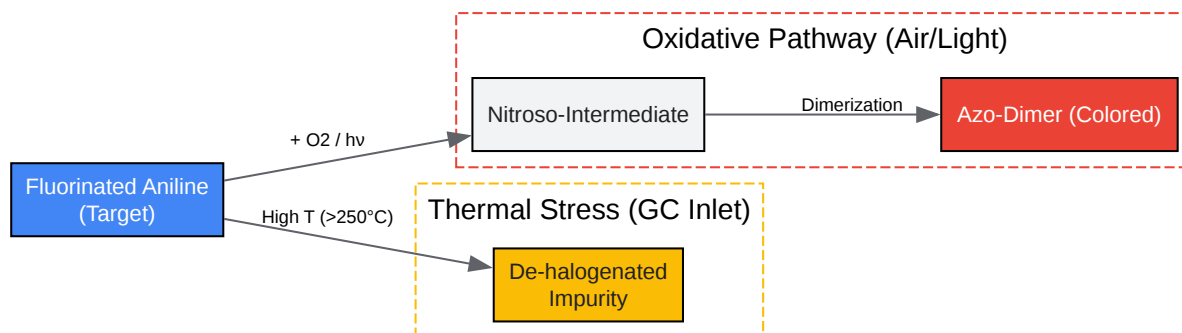 Oxidative Pathway (Air/Light)
Nitroso-Intermediate
Dimerization
Azo-Dimer (Colored)
+ O2 / hν
Fluorinated Aniline
(Target)
High T (>250°C)
Thermal Stress (GC Inlet)
De-halogenated
Impurity